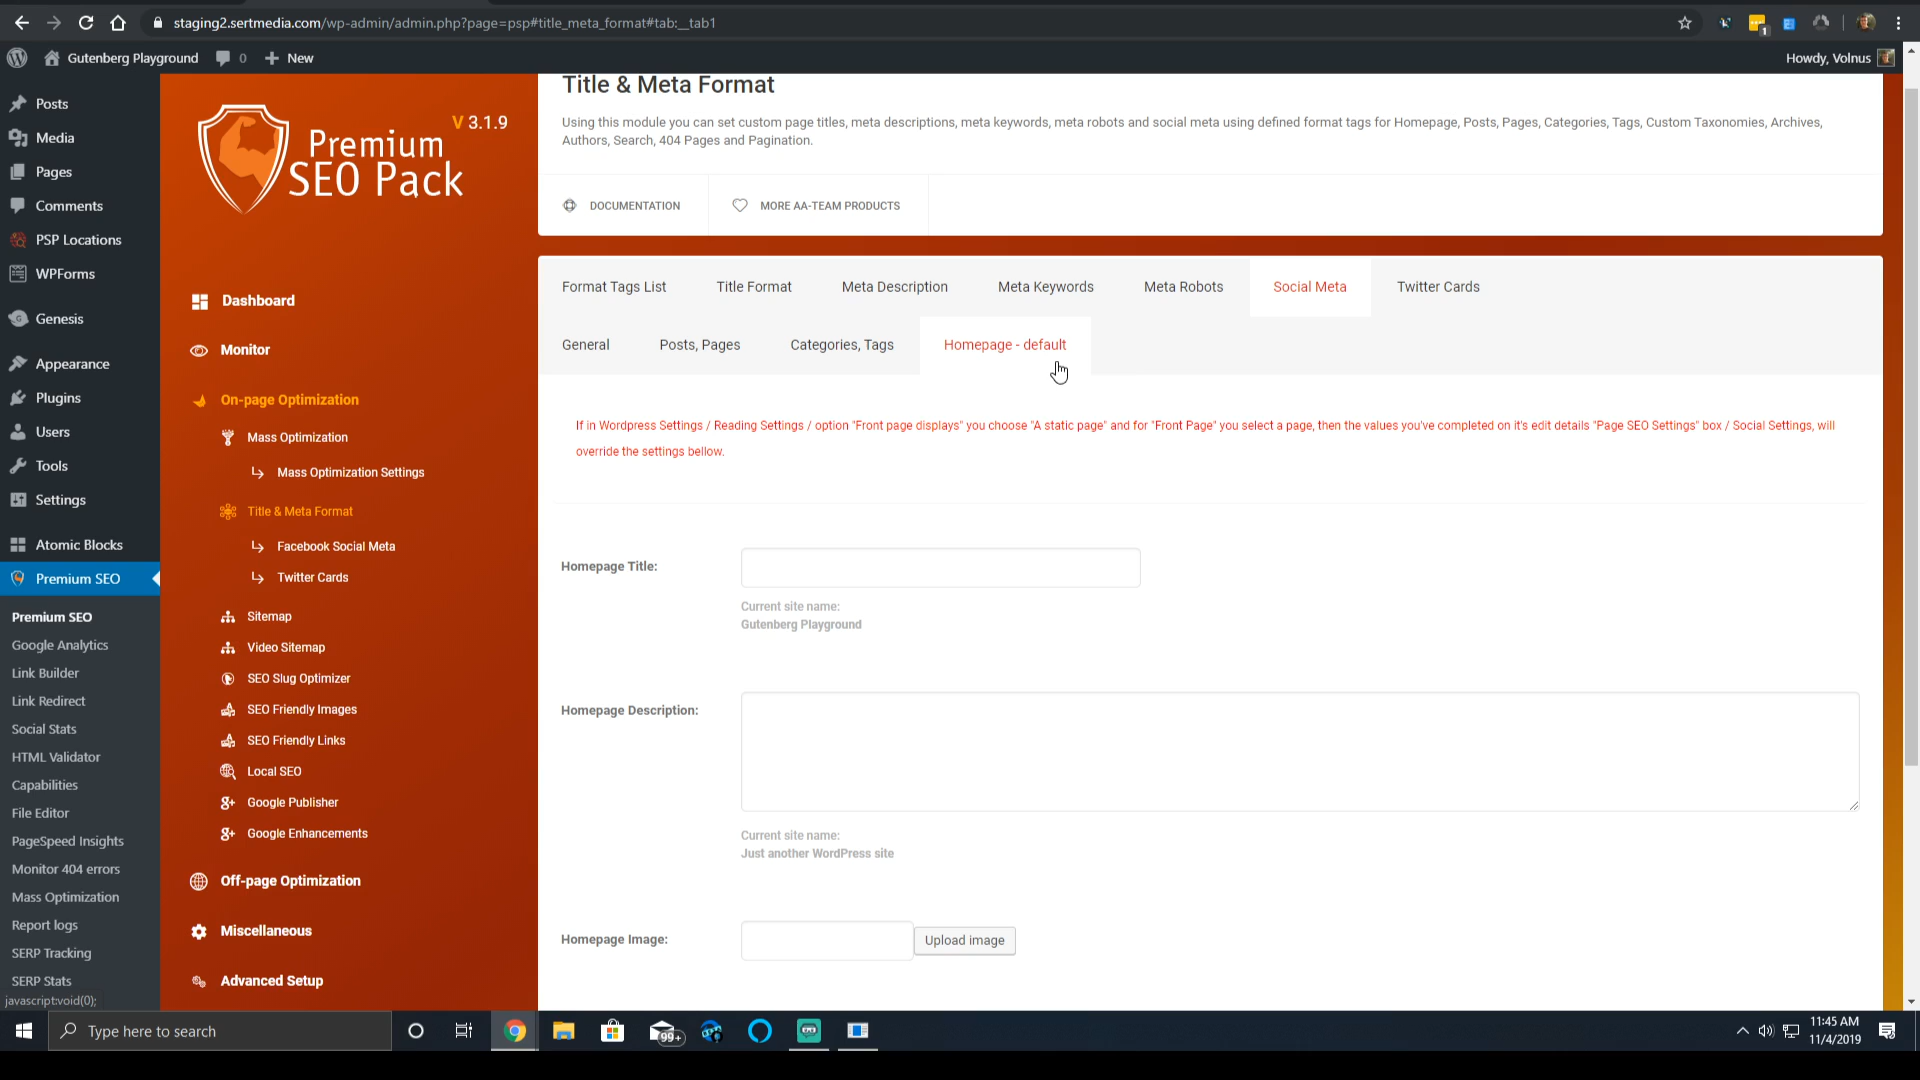 staging2.sertmedia.com/wp-admin/admin.php?page=psp#title_meta_format#tab:__tab1
1
Gutenberg Playground
0
New
Howdy, Volnus
Posts
Media
Pages
Comments
PSP Locations
WPForms
Genesis
Appearance
Plugins
Users
Tools
Settings
Atomic Blocks
Premium SEO
Premium SEO
Google Analytics
Link Builder
Link Redirect
Social Stats
HTML Validator
Capabilities
File Editor
PageSpeed Insights
Monitor 404 errors
Mass Optimization
Report logs
SERP Tracking
SERP Stats
javascript:void(0);
V 3.1.9
Premium
SEO Pack
Dashboard
Monitor
On-page Optimization
Mass Optimization
Mass Optimization Settings
Title & Meta Format
Facebook Social Meta
Twitter Cards
Sitemap
Video Sitemap
SEO Slug Optimizer
SEO Friendly Images
SEO Friendly Links
Local SEO
Google Publisher
Google Enhancements
Off-page Optimization
Miscellaneous
Advanced Setup
Title & Meta Format
Using this module you can set custom page titles, meta descriptions, meta keywords, meta robots and social meta using defined format tags for Homepage, Posts, Pages, Categories, Tags, Custom Taxonomies, Archives,
Authors, Search, 404 Pages and Pagination.
DOCUMENTATION
MORE AA-TEAM PRODUCTS
Format Tags List
Title Format
Meta Description
Meta Keywords
Meta Robots
Social Meta
Twitter Cards
General
Posts, Pages
Categories, Tags
Homepage - default
If in Wordpress Settings / Reading Settings / option "Front page displays" you choose "A static page" and for "Front Page" you select a page, then the values you've completed on it's edit details "Page SEO Settings" box / Social Settings, will
override the settings bellow.
Homepage Title:
Current site name:
Gutenberg Playground
Homepage Description:
Current site name:
Just another WordPress site
Homepage Image:
Upload image
Type here to search
99+
11:45 AM
11/4/2019